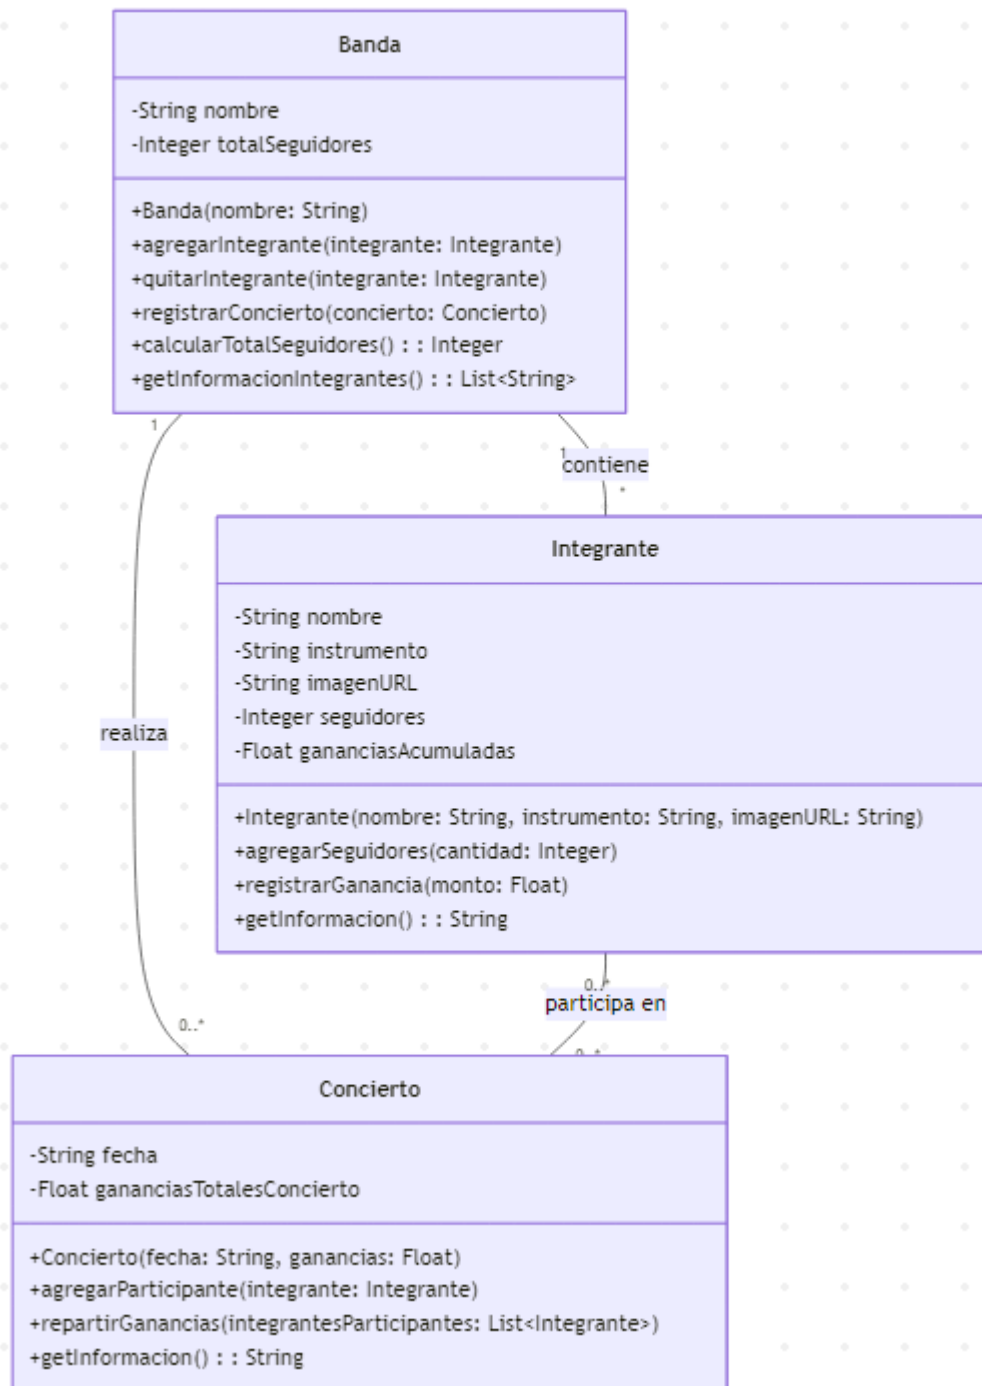 Banda
-String nombre
-Integer totalSeguidores
+Banda(nombre: String)
+agregarIntegrante(integrante: Integrante)
+quitarIntegrante(integrante: Integrante)
+registrarConcierto(concierto: Concierto)
+calcularTotalSeguidores() : : Integer
+getInformacionIntegrantes() : : List<String>
1
1
contiene
*
Integrante
-String nombre
-String instrumento
-String imagenURL
-Integer seguidores
-Float gananciasAcumuladas
+Integrante(nombre: String, instrumento: String, imagenURL: String)
+agregarSeguidores(cantidad: Integer)
+registrarGanancia(monto: Float)
+getInformacion() : : String
realiza
0..*
participa en
0..*
0..*
Concierto
-String fecha
-Float gananciasTotalesConcierto
+Concierto(fecha: String, ganancias: Float)
+agregarParticipante(integrante: Integrante)
+repartirGanancias(integrantesParticipantes: List<Integrante>)
+getInformacion() : : String